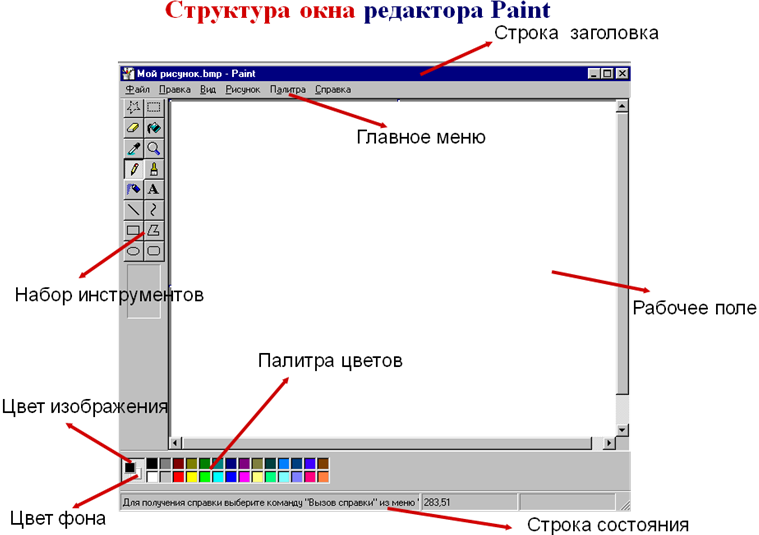 Структура окна редактора Paint
Строка заголовка
Мой рисунок.bmp - Paint
Файл Правка Вид Рисунок Палитра Справка
Главное меню
A
Набор инструментов
Рабочее поле
Палитра цветов
Цвет изображения
Для получения справки выберите команду "Вызов справки" из меню " 283,51
Цвет фона
Строка состояния